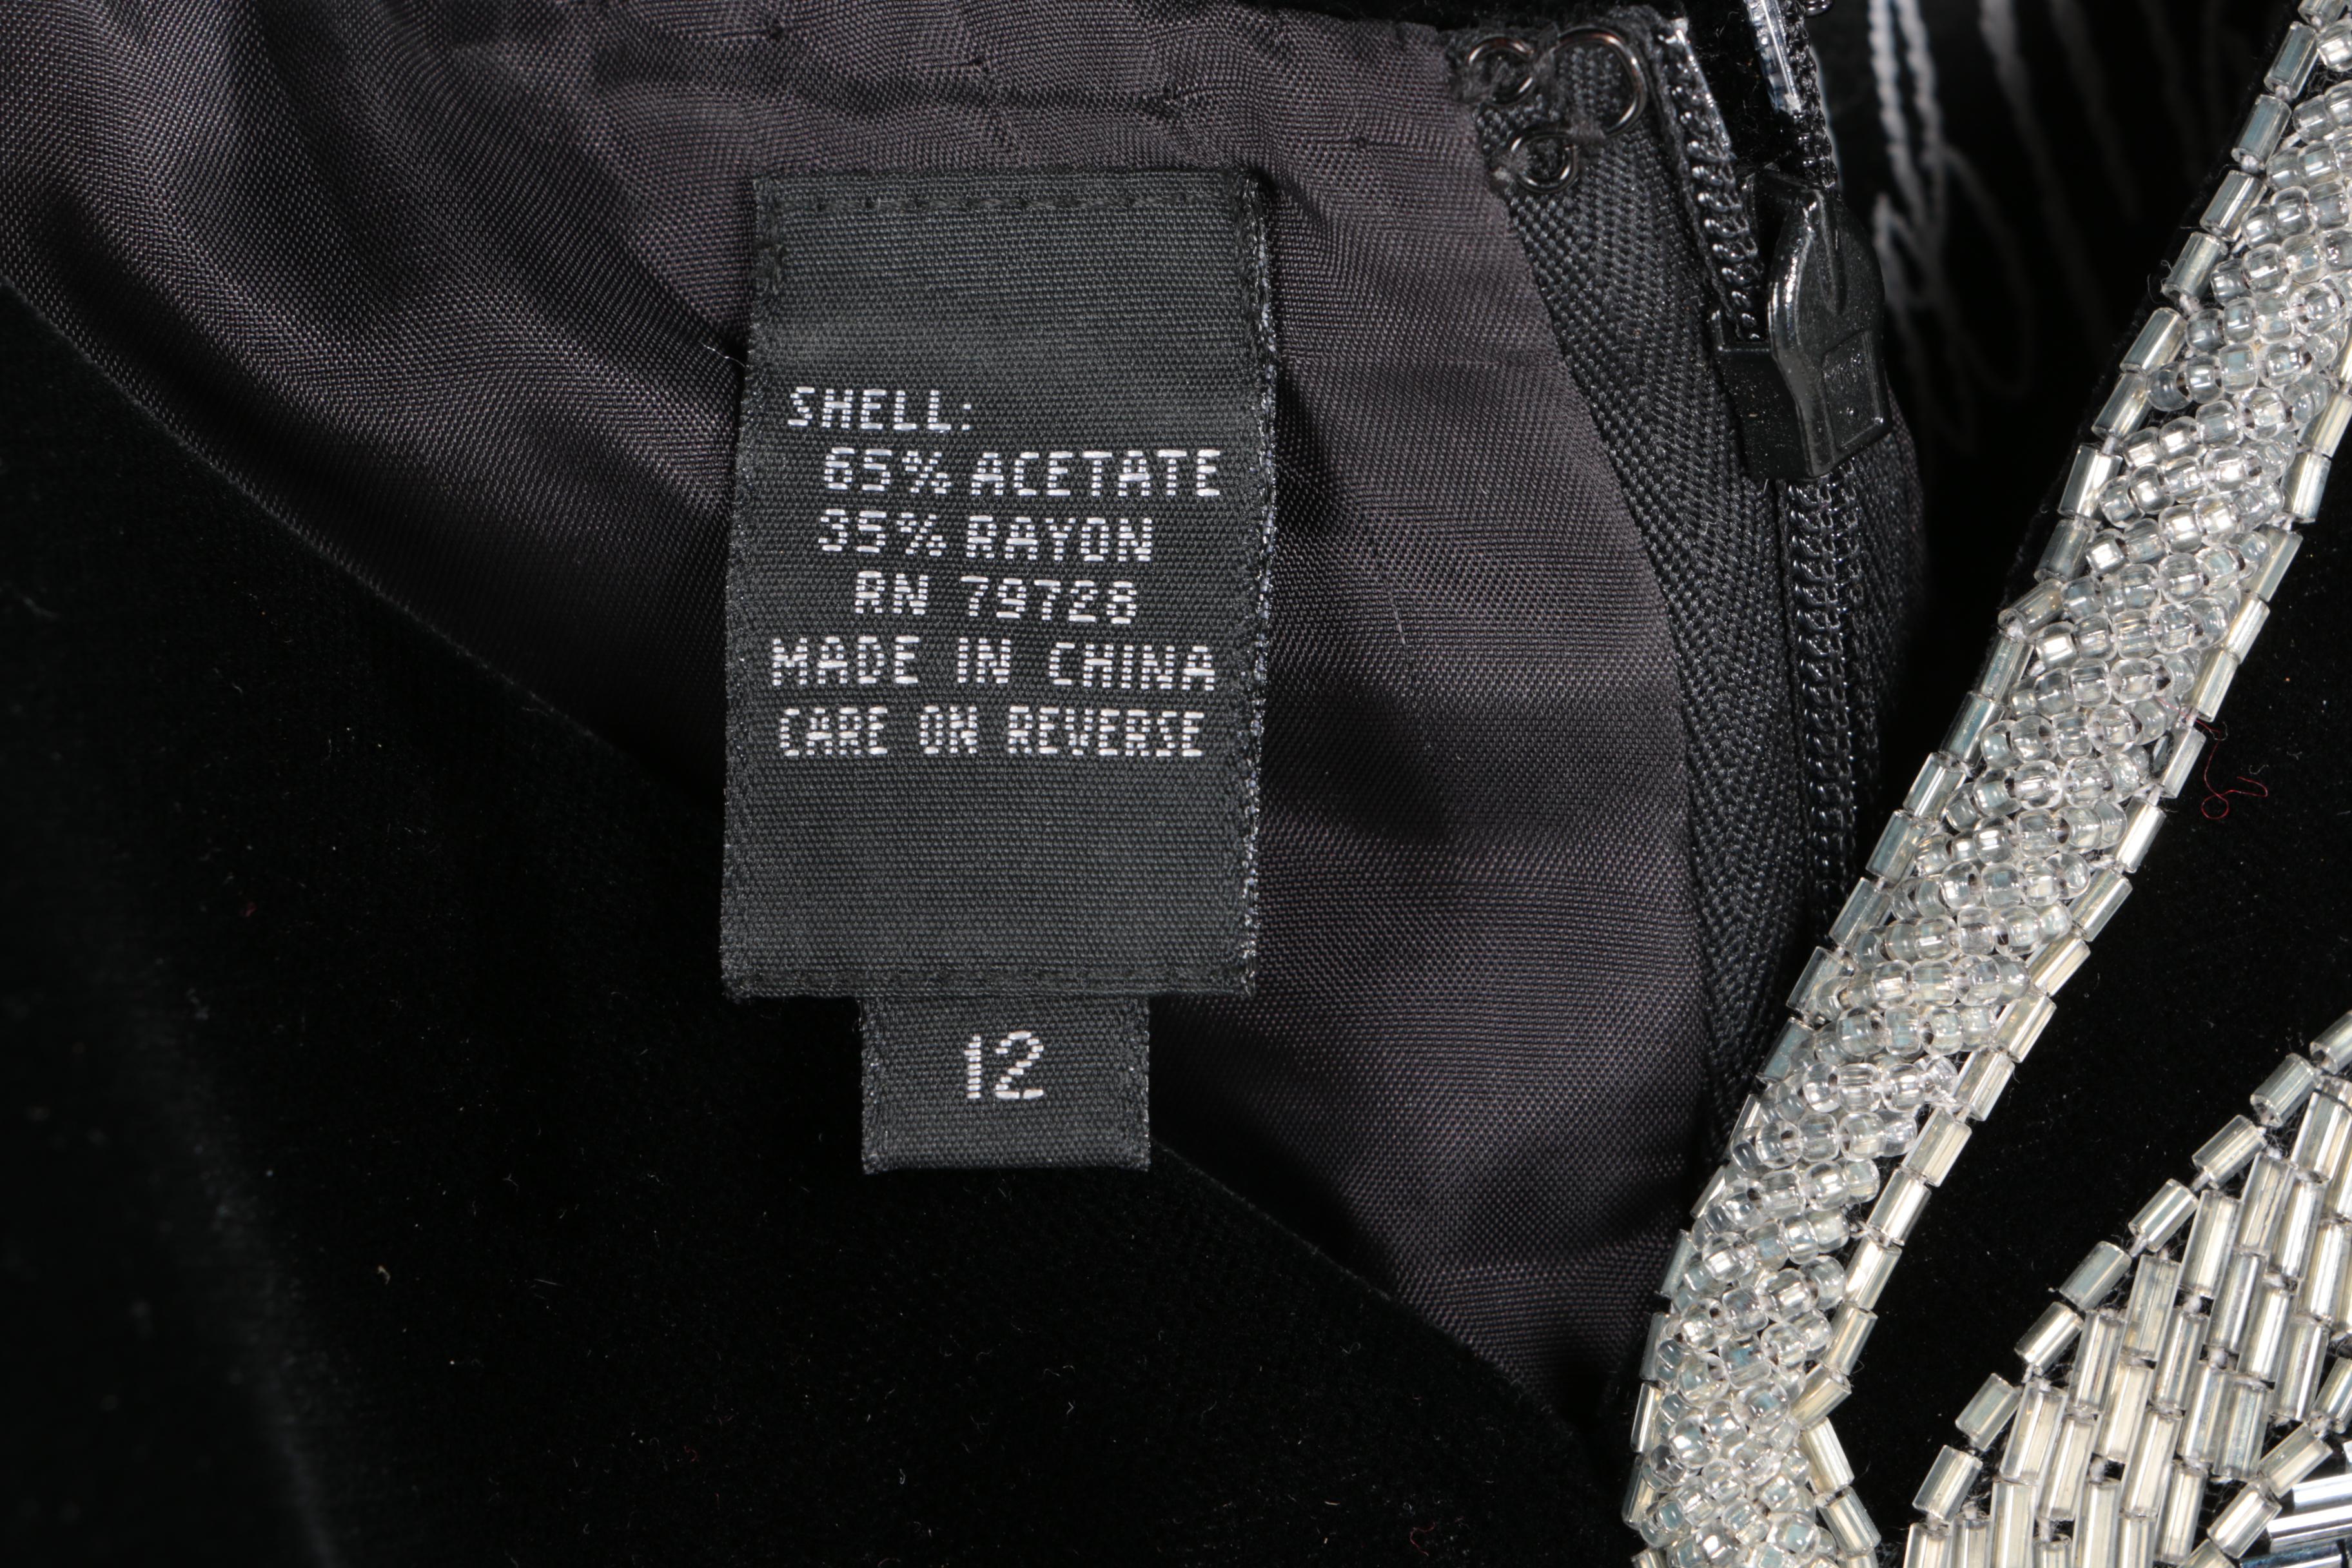 SHELL:
65% ACETATE
35% RAYON
RN 79728
MADE IN CHINA
CARE ON REVERSE
12